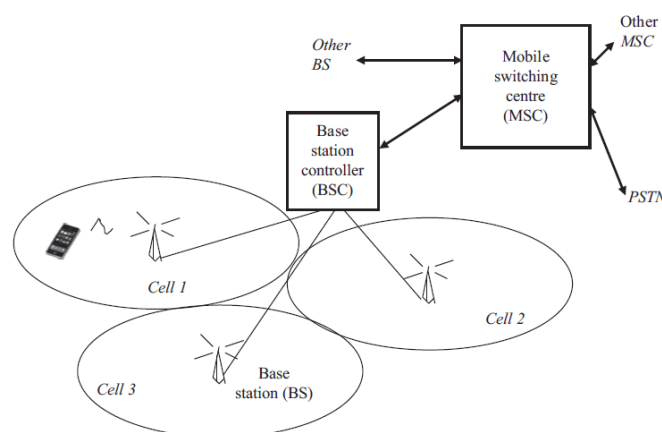 Other
BS
Mobile
switching
centre
(MSC)
Other
MSC
Base
station
controller
(BSC)
PSTN
Cell 1
Cell 2
Cell 3
Base
station (BS)